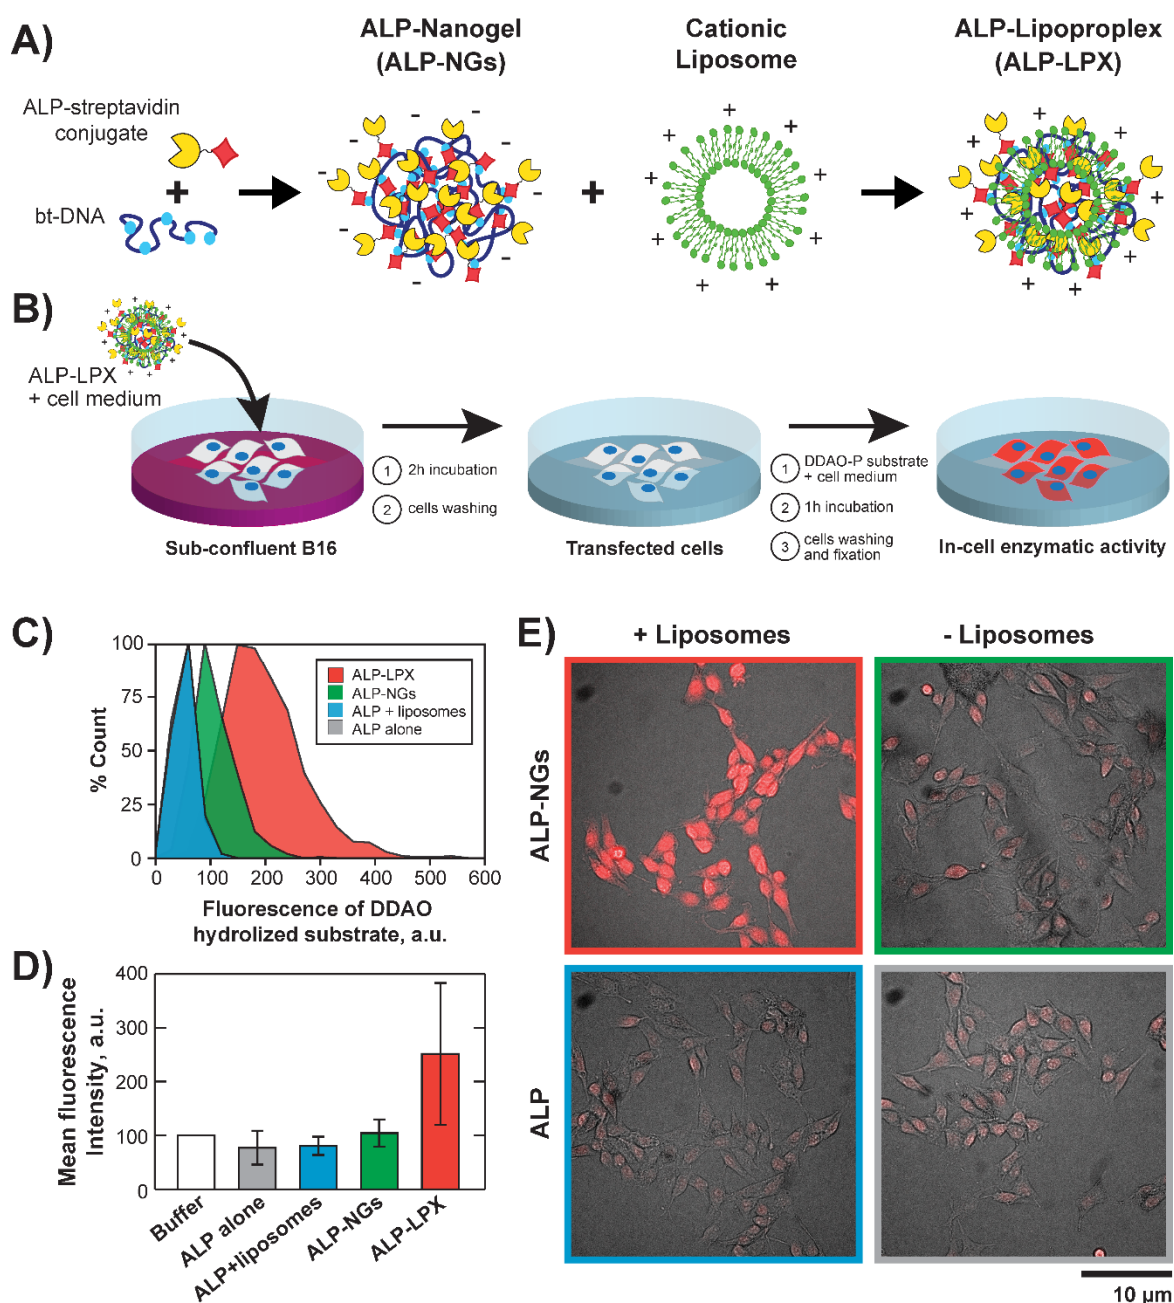 A)
ALP-Nanogel
(ALP-NGs)
Cationic
Liposome
ALP-Lipoproplex
(ALP-LPX)
ALP-streptavidin
conjugate
+
bt-DNA
- - - - - - - - -
+
+ + + + + + + +
+ + + + + + + +
B)
ALP-LPX
+ cell medium
1 2h incubation
2 cells washing
1 DDAO-P substrate
+ cell medium
2 1h incubation
3 cells washing
and fixation
Sub-confluent B16
Transfected cells
In-cell enzymatic activity
C)
100
75
50
25
0
% Count
ALP-LPX
ALP-NGs
ALP + liposomes
ALP alone
0 100 200 300 400 500 600
Fluorescence of DDAO
hydrolized substrate, a.u.
D)
400
300
200
100
0
Mean fluorescence
Intensity, a.u.
Buffer
ALP alone
ALP+liposomes
ALP-NGs
ALP-LPX
E)
+ Liposomes
- Liposomes
ALP-NGs
ALP
10 µm